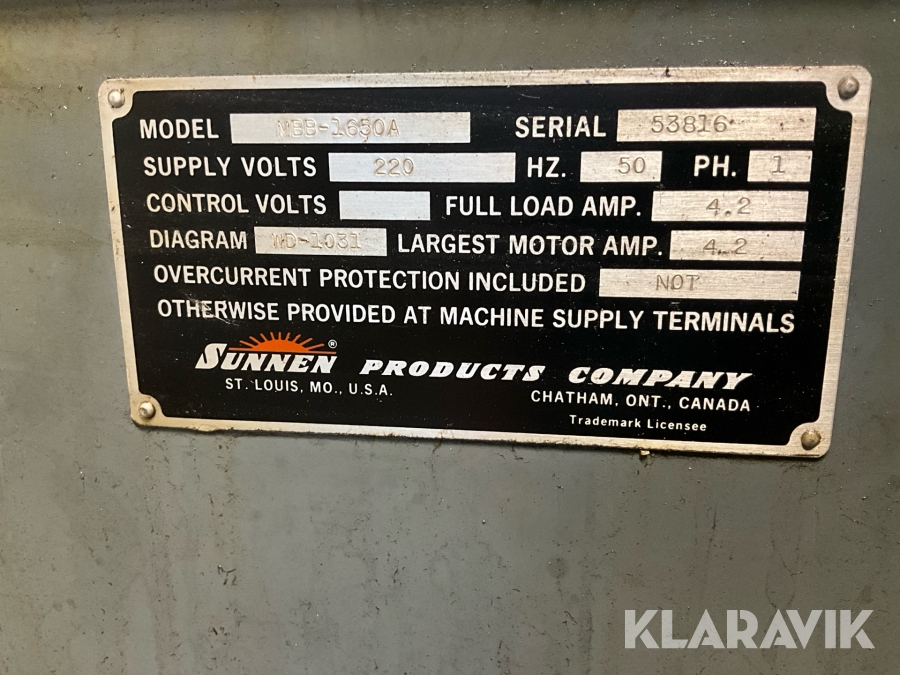 MODEL MBB-1650A SERIAL 53816
SUPPLY VOLTS 220 HZ. 50 PH. 1
CONTROL VOLTS FULL LOAD AMP. 4.2
DIAGRAM WD-1031 LARGEST MOTOR AMP. 4.2
OVERCURRENT PROTECTION INCLUDED NOT
OTHERWISE PROVIDED AT MACHINE SUPPLY TERMINALS
SUNNEN® PRODUCTS COMPANY
ST. LOUIS, MO., U.S.A.
CHATHAM, ONT., CANADA
Trademark Licensee
KLARAVIK